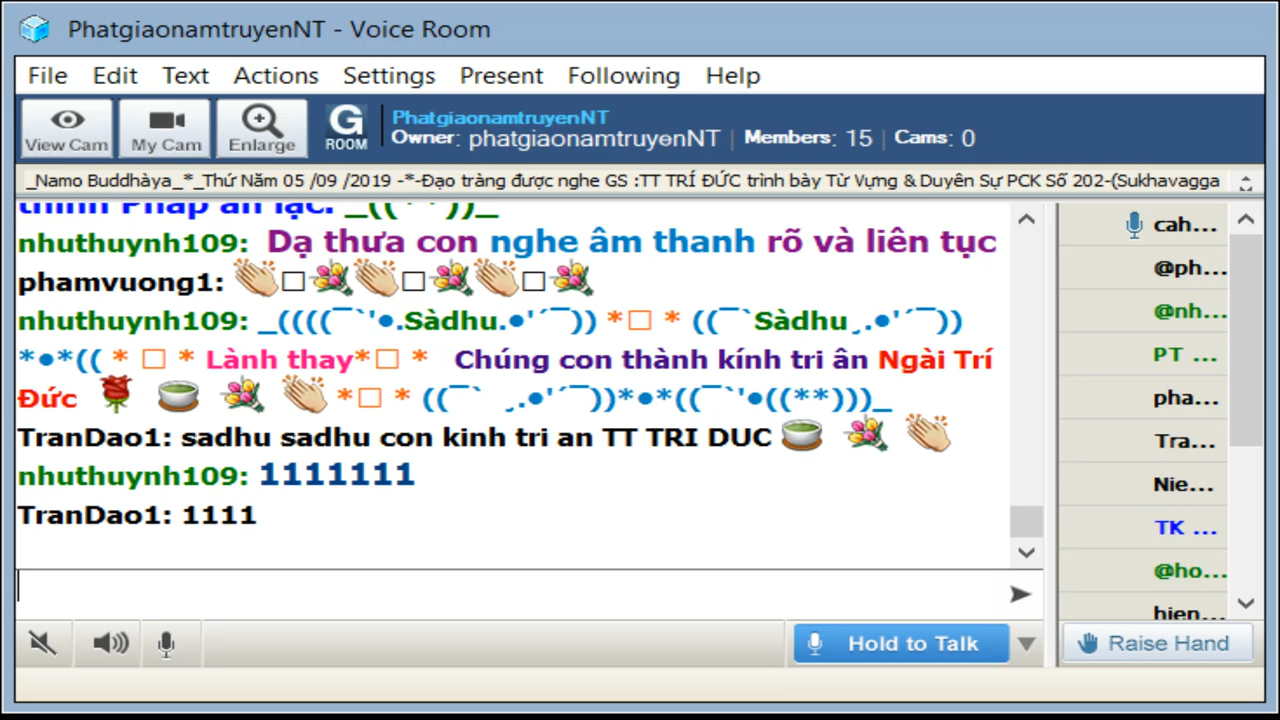 PhatgiaonamtruyenNT - Voice Room
File Edit Text Actions Settings Present Following Help
View Cam My Cam Enlarge G ROOM
PhatgiaonamtruyenNT
Owner: phatgiaonamtruyenNT | Members: 15 | Cams: 0
_Namo Buddhàya_*_Thứ Năm 05 /09 /2019 -*-Đạo tràng được nghe GS :TT TRÍ ĐỨC trình bày Từ Vựng & Duyên Sự PCK Số 202-(Sukhavagga
thỉnh Pháp an lạc. _((**))_
nhuthuynh109: Dạ thưa con nghe âm thanh rõ và liên tục
phamvuong1: 👏□💐👏□💐👏□💐
nhuthuynh109: _((((¯`'●.Sàdhu.●'´¯)) *□ * ((¯`Sàdhu¸.●'´¯))
*●*(( * □ * Lành thay*□ * Chúng con thành kính tri ân Ngài Trí
Đức 🌹 🍵 💐 👏 *□ * ((¯` ¸.●'´¯))*●*((¯`'●((**)))_
TranDao1: sadhu sadhu con kinh tri an TT TRI DUC 🍵 💐 👏
nhuthuynh109: 1111111
TranDao1: 1111
cah...
@ph...
@nh...
PT ...
pha...
Tra...
Nie...
TK ...
@ho...
hien...
Hold to Talk
Raise Hand